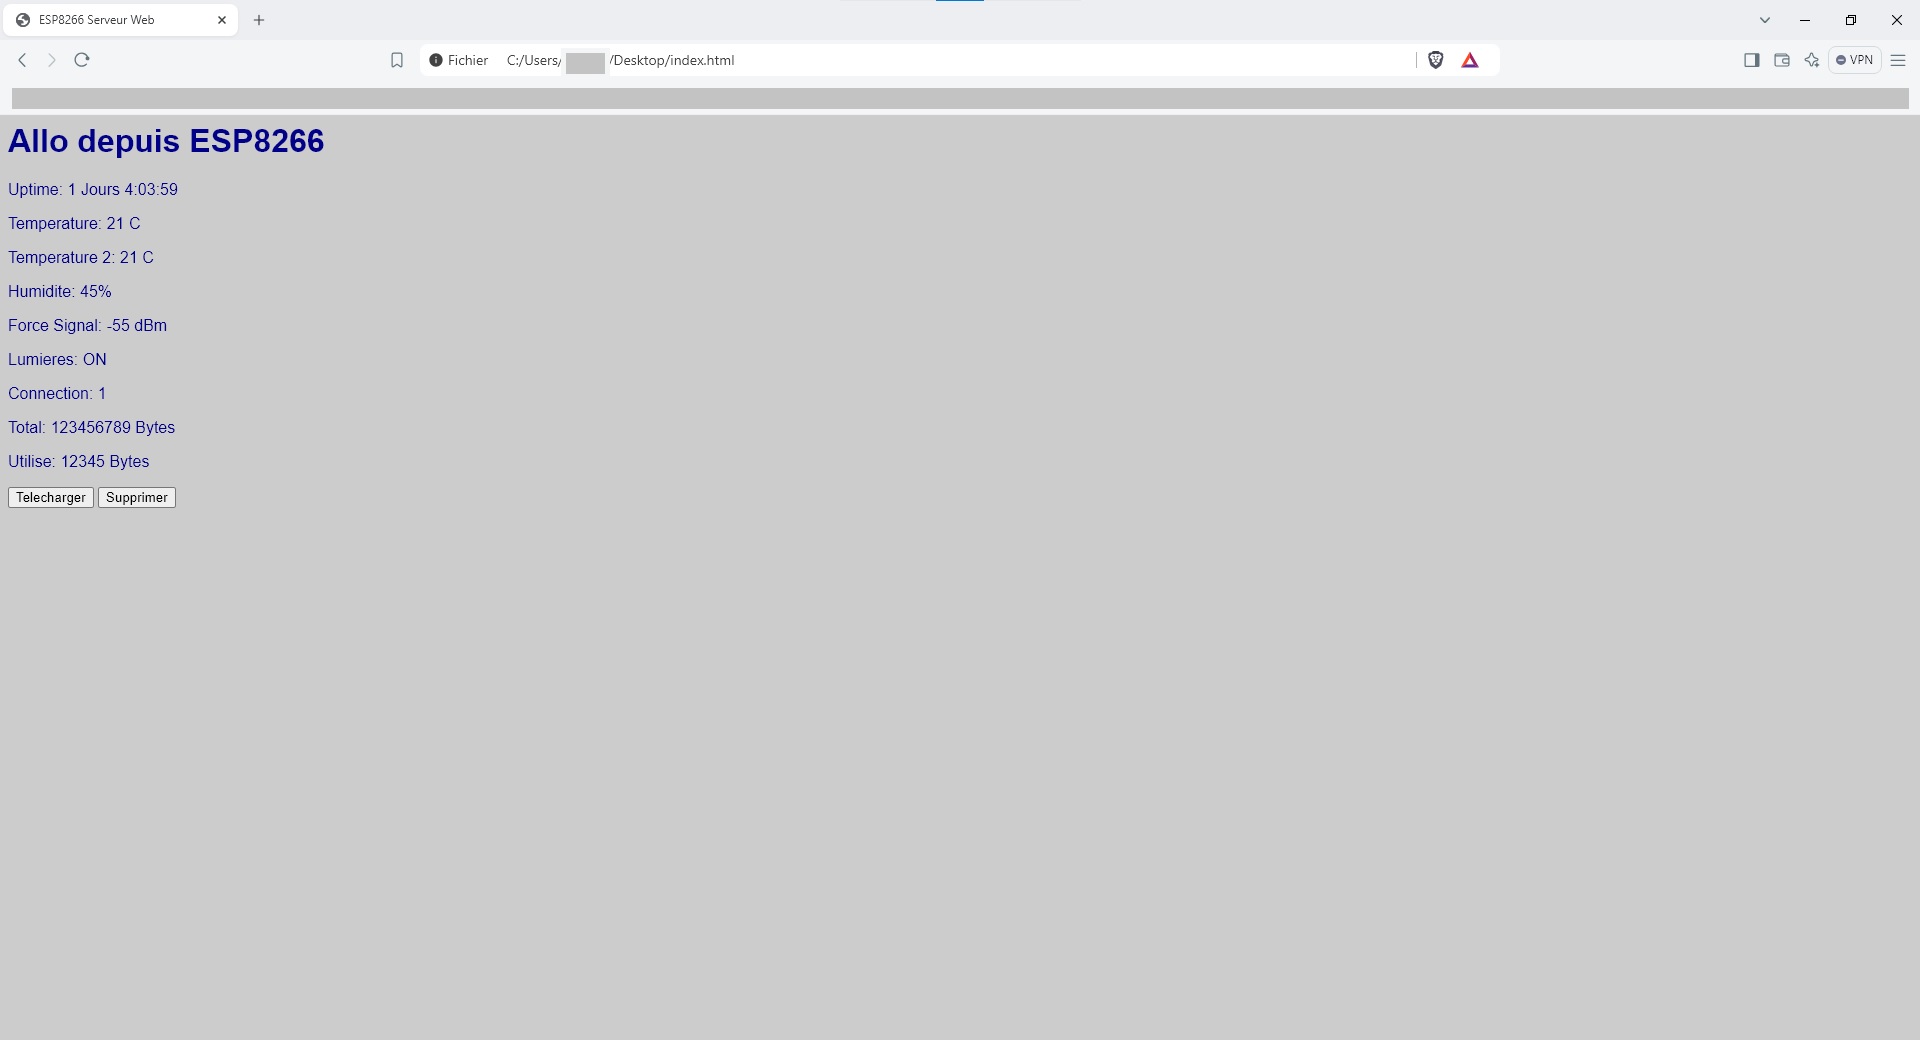 ESP8266 Serveur Web
Fichier C:/Users/ /Desktop/index.html
VPN
Allo depuis ESP8266
Uptime: 1 Jours 4:03:59
Temperature: 21 C
Temperature 2: 21 C
Humidite: 45%
Force Signal: -55 dBm
Lumieres: ON
Connection: 1
Total: 123456789 Bytes
Utilise: 12345 Bytes
Telecharger Supprimer